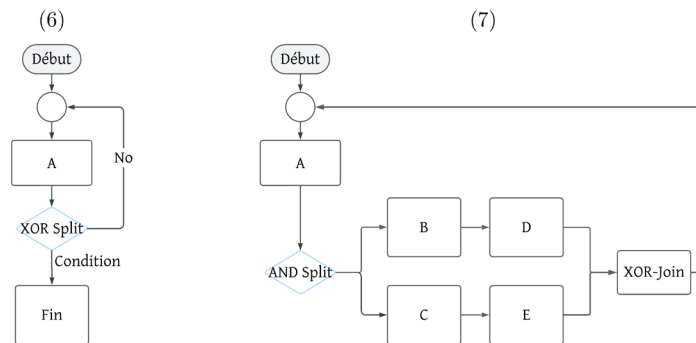 (6)
Début
A
No
XOR Split
Condition
Fin
(7)
Début
A
AND Split
B
D
C
E
XOR-Join